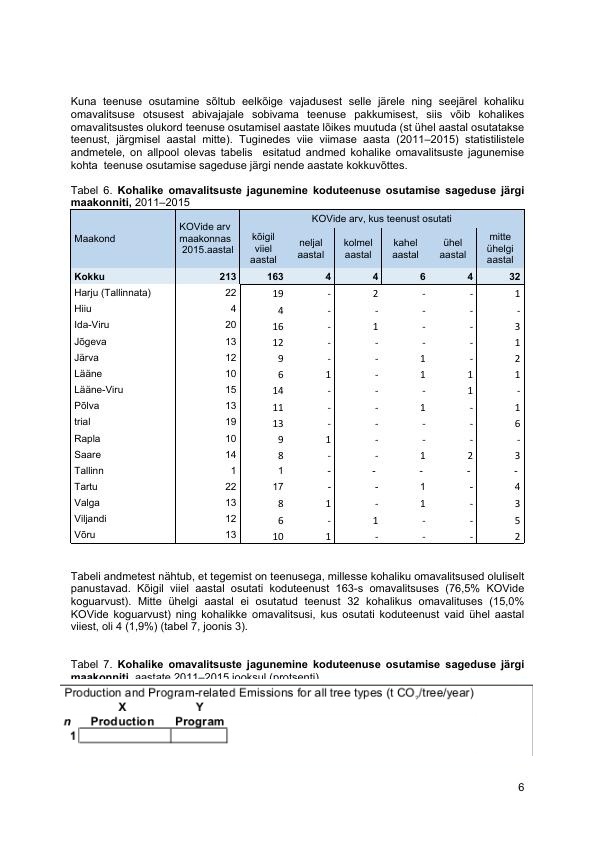 Kuna teenuse osutamine sõltub eelkõige vajadusest selle järele ning seejärel kohaliku
omavalitsuse otsusest abivajajale sobivama teenuse pakkumisest, siis võib kohalikes
omavalitsustes olukord teenuse osutamisel aastate lõikes muutuda (st ühel aastal osutatakse
teenust, järgmisel aastal mitte). Tuginedes viie viimase aasta (2011–2015) statistilistele
andmetele, on allpool olevas tabelis esitatud andmed kohalike omavalitsuste jagunemise
kohta teenuse osutamise sageduse järgi nende aastate kokkuvõttes.
Tabel 6. Kohalike omavalitsuste jagunemine koduteenuse osutamise sageduse järgi
maakonniti, 2011–2015
Maakond KOVide arv maakonnas 2015.aastal KOVide arv, kus teenust osutati
kõigil viiel aastal neljal aastal kolmel aastal kahel aastal ühel aastal mitte ühelgi aastal
Kokku 213 163 4 4 6 4 32
Harju (Tallinnata) 22 19 - 2 - - 1
Hiiu 4 4 - - - - -
Ida-Viru 20 16 - 1 - - 3
Jõgeva 13 12 - - - - 1
Järva 12 9 - - 1 - 2
Lääne 10 6 1 - 1 1 1
Lääne-Viru 15 14 - - - 1 -
Põlva 13 11 - - 1 - 1
trial 19 13 - - - - 6
Rapla 10 9 1 - - - -
Saare 14 8 - - 1 2 3
Tallinn 1 1 - - - - -
Tartu 22 17 - - 1 - 4
Valga 13 8 1 - 1 - 3
Viljandi 12 6 - 1 - - 5
Võru 13 10 1 - - - 2
Tabeli andmetest nähtub, et tegemist on teenusega, millesse kohaliku omavalitsused oluliselt
panustavad. Kõigil viiel aastal osutati koduteenust 163-s omavalitsuses (76,5% KOVide
koguarvust). Mitte ühelgi aastal ei osutatud teenust 32 kohalikus omavalituses (15,0%
KOVide koguarvust) ning kohalikke omavalitsusi, kus osutati koduteenust vaid ühel aastal
viiest, oli 4 (1,9%) (tabel 7, joonis 3).
Tabel 7. Kohalike omavalitsuste jagunemine koduteenuse osutamise sageduse järgi
maakonniti, aastate 2011–2015 jooksul (protsenti)
Production and Program-related Emissions for all tree types (t CO₂/tree/year)
X Y
n Production Program
1
6